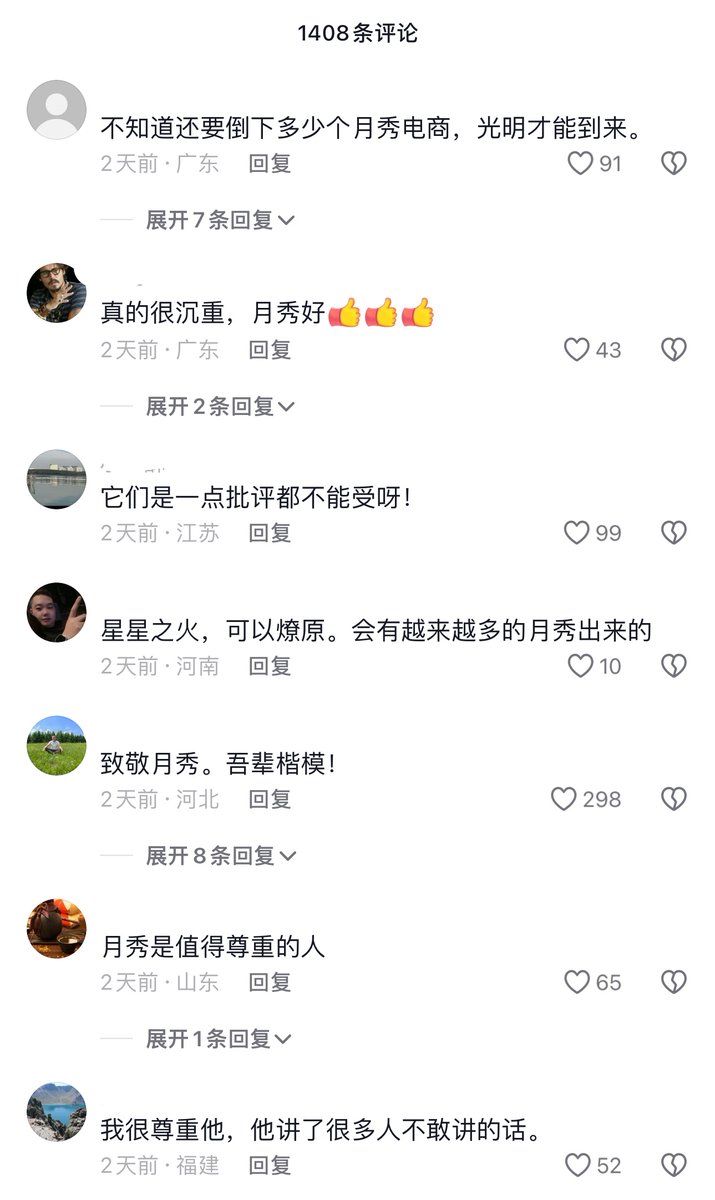 1408条评论
不知道还要倒下多少个月秀电商，光明才能到来。
2天前·广东 回复 91
展开7条回复
真的很沉重，月秀好👍👍👍
2天前·广东 回复 43
展开2条回复
它们是一点批评都不能受呀！
2天前·江苏 回复 99
星星之火，可以燎原。会有越来越多的月秀出来的
2天前·河南 回复 10
致敬月秀。吾辈楷模！
2天前·河北 回复 298
展开8条回复
月秀是值得尊重的人
2天前·山东 回复 65
展开1条回复
我很尊重他，他讲了很多人不敢讲的话。
2天前·福建 回复 52